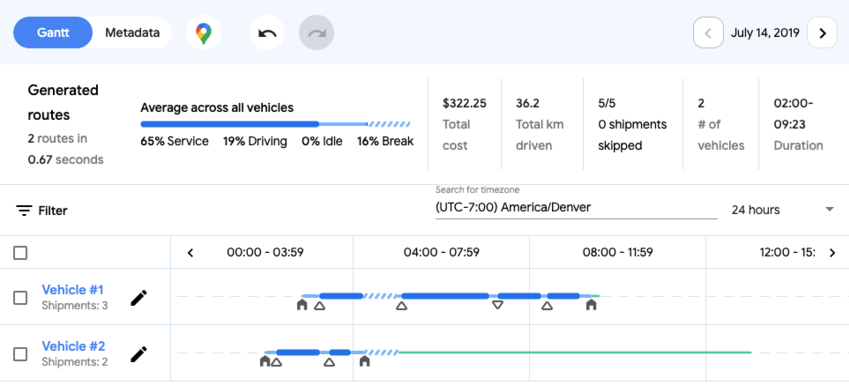 Gantt
Metadata
July 14, 2019
Generated
routes
2 routes in
0.67 seconds
Average across all vehicles
65% Service 19% Driving 0% Idle 16% Break
$322.25
Total
cost
36.2
Total km
driven
5/5
0 shipments
skipped
2
# of
vehicles
02:00-
09:23
Duration
Filter
Search for timezone
(UTC-7:00) America/Denver
24 hours
00:00 - 03:59
04:00 - 07:59
08:00 - 11:59
12:00 - 15:
Vehicle #1
Shipments: 3
Vehicle #2
Shipments: 2